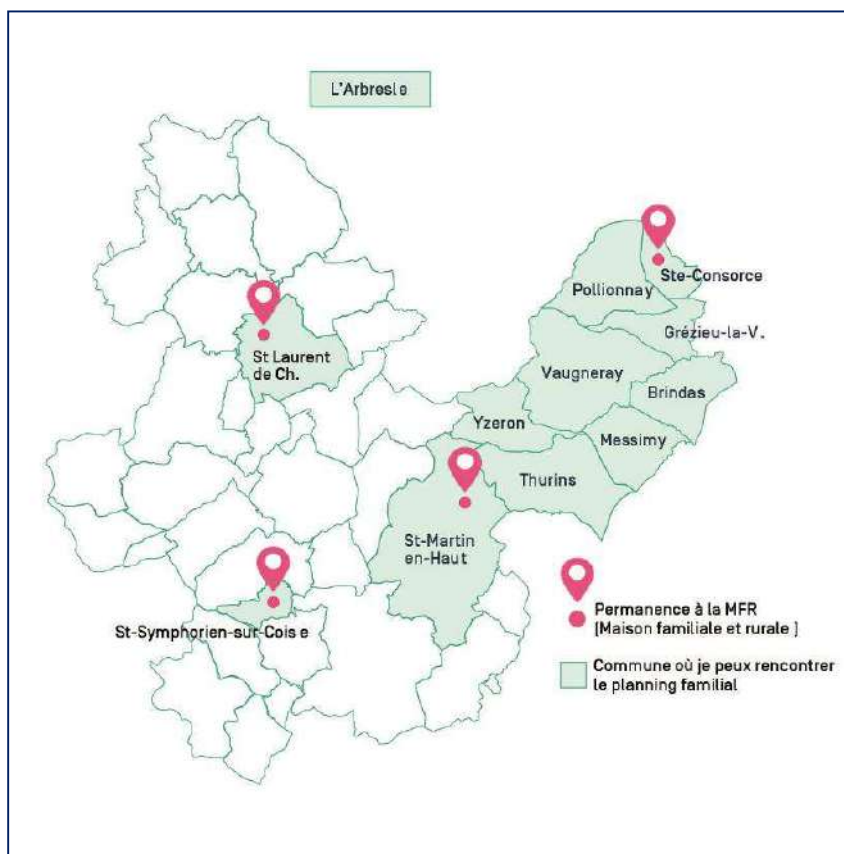 L'Arbresle
Ste-Consorce
Pollionnay
Grézieu-la-V.
St Laurent
de Ch.
Vaugneray
Brindas
Yzeron
Messimy
Thurins
St-Martin
en-Haut
St-Symphorien-sur-Coise
Permanence à la MFR
(Maison familiale et rurale )
Commune où je peux rencontrer
le planning familial